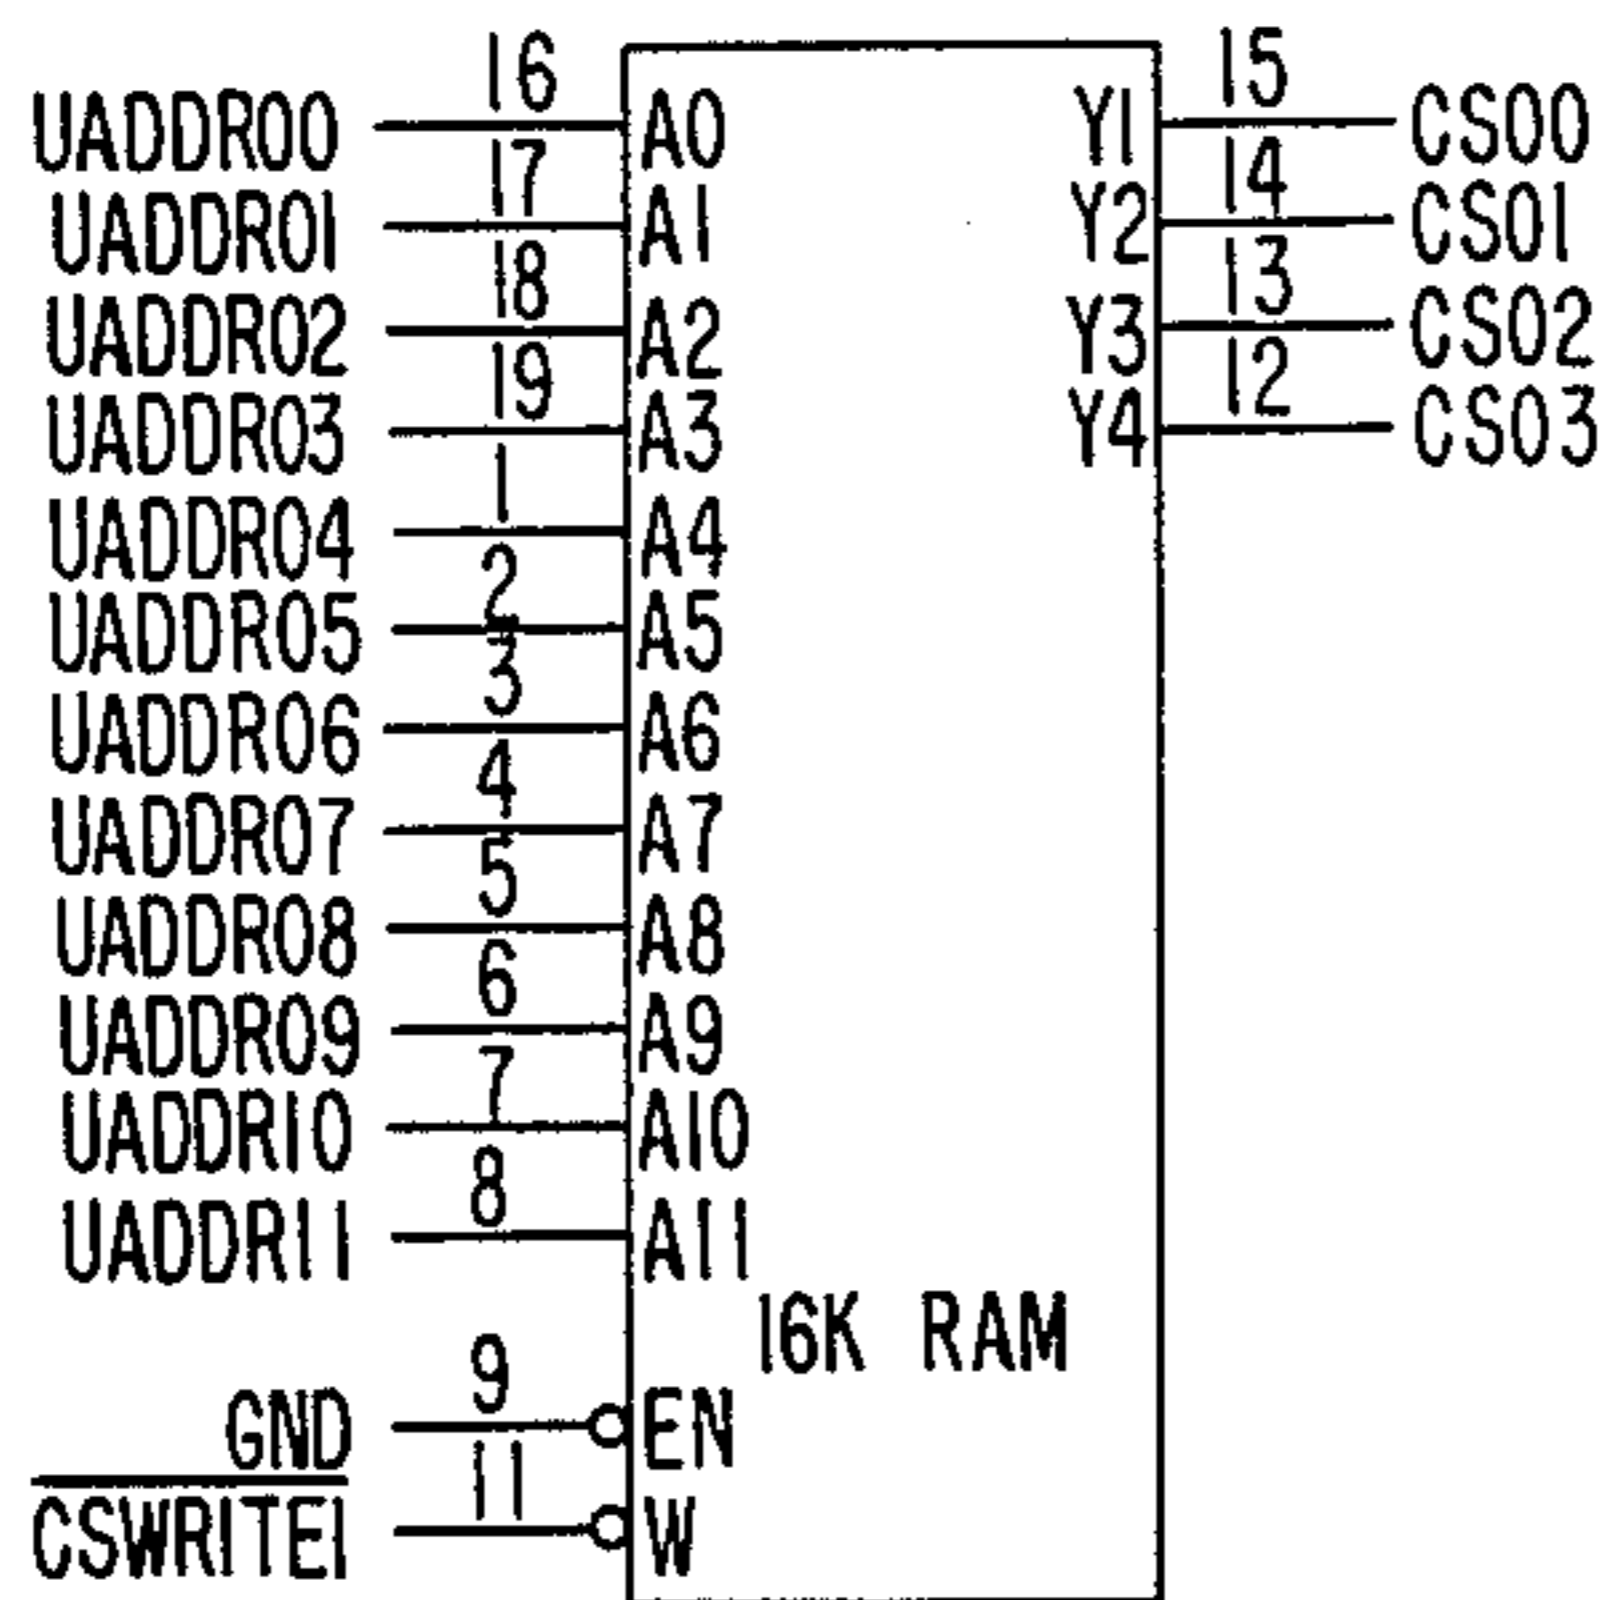 UADDR00 16 A0 Y1 15 CS00
UADDR01 17 A1 Y2 14 CS01
UADDR02 18 A2 Y3 13 CS02
UADDR03 19 A3 Y4 12 CS03
UADDR04 1 A4
UADDR05 2 A5
UADDR06 3 A6
UADDR07 4 A7
UADDR08 5 A8
UADDR09 6 A9
UADDR10 7 A10
UADDR11 8 A11
16K RAM
GND 9 EN
CSWRITE1 11 W